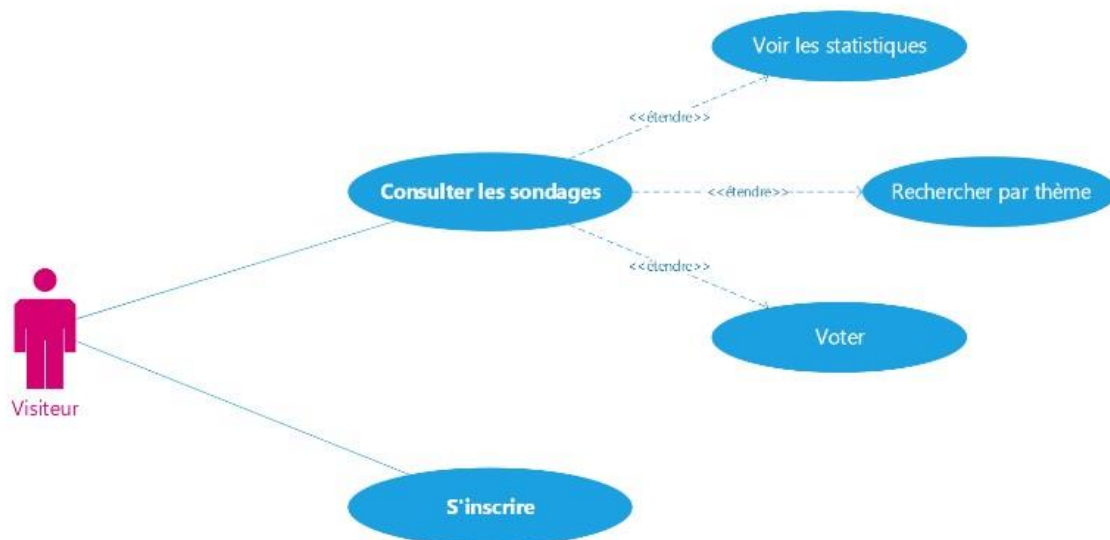 Voir les statistiques
<<étendre>>
Consulter les sondages
<<étendre>>
Rechercher par thème
<<étendre>>
Voter
Visiteur
S'inscrire